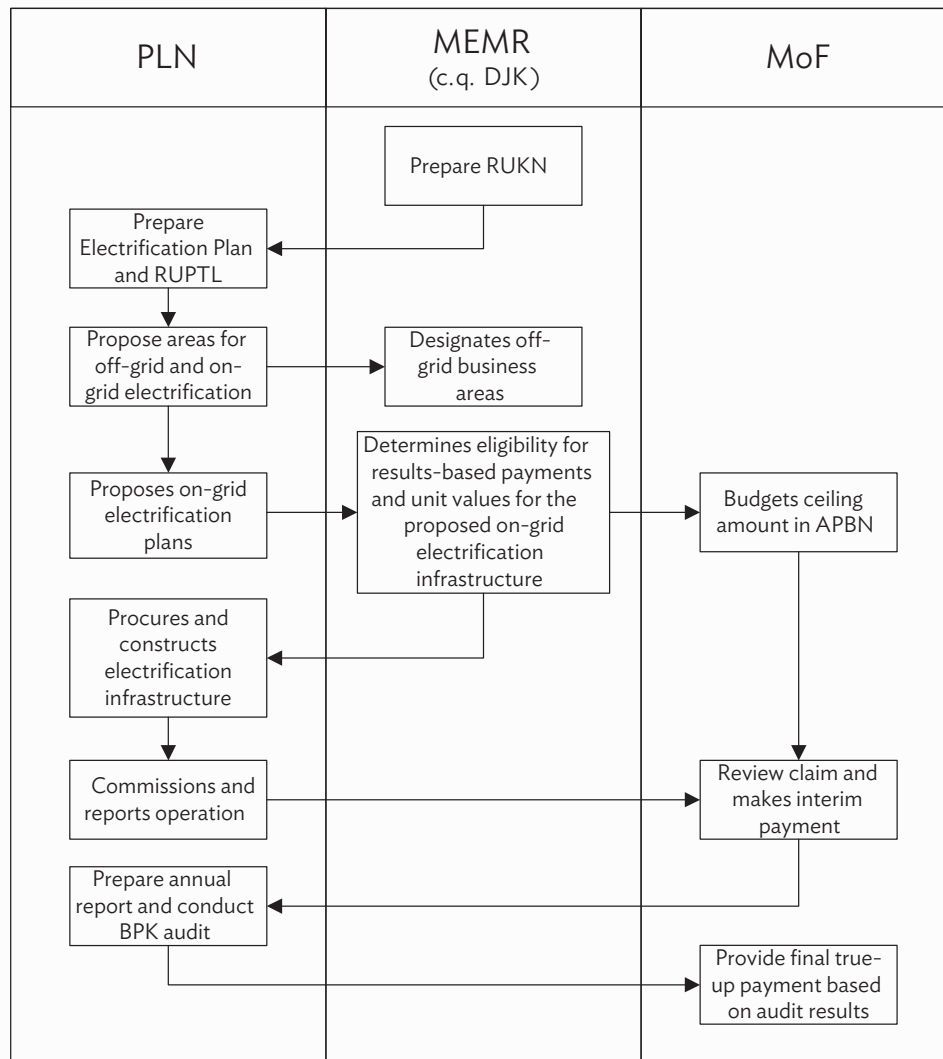 PLN
MEMR
(c.q. DJK)
MoF
Prepare RUKN
Prepare
Electrification Plan
and RUPTL
Propose areas for
off-grid and on-
grid electrification
Designates off-
grid business
areas
Proposes on-grid
electrification
plans
Determines eligibility for
results-based payments
and unit values for the
proposed on-grid
electrification
infrastructure
Budgets ceiling
amount in APBN
Procures and
constructs
electrification
infrastructure
Commissions and
reports operation
Review claim and
makes interim
payment
Prepare annual
report and conduct
BPK audit
Provide final true-
up payment based
on audit results